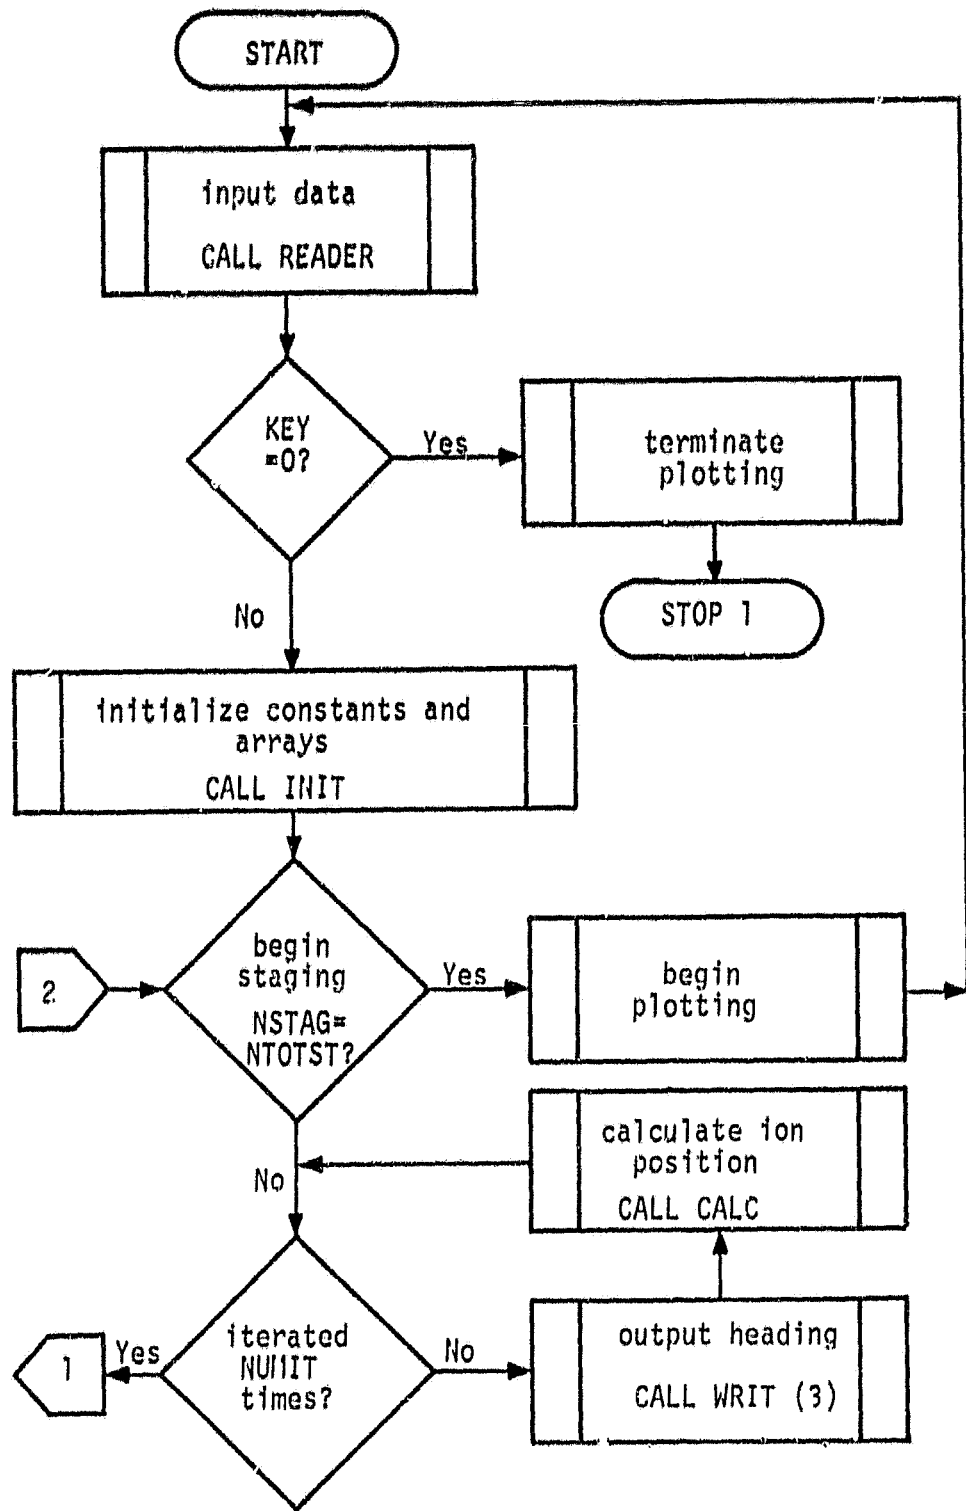 START
input data
CALL READER
KEY
=0?
Yes
terminate
plotting
No
STOP 1
initialize constants and
arrays
CALL INIT
2
begin
staging
NSTAG=
NTOTST?
Yes
begin
plotting
No
calculate ion
position
CALL CALC
1
Yes
iterated
NUMIT
times?
No
output heading
CALL WRIT (3)